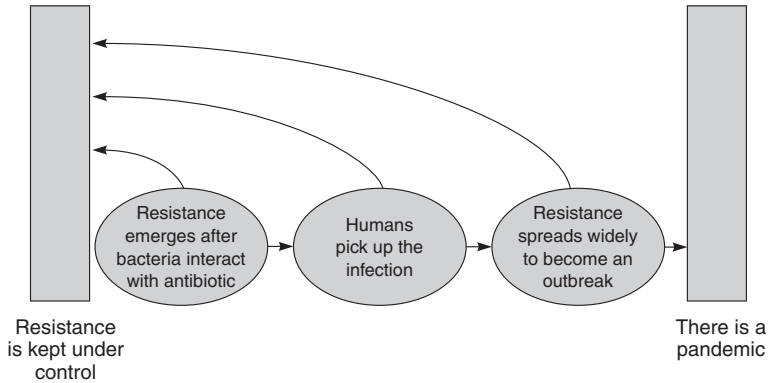 Resistance
emerges after
bacteria interact
with antibiotic
Humans
pick up the
infection
Resistance
spreads widely
to become an
outbreak
Resistance
is kept under
control
There is a
pandemic